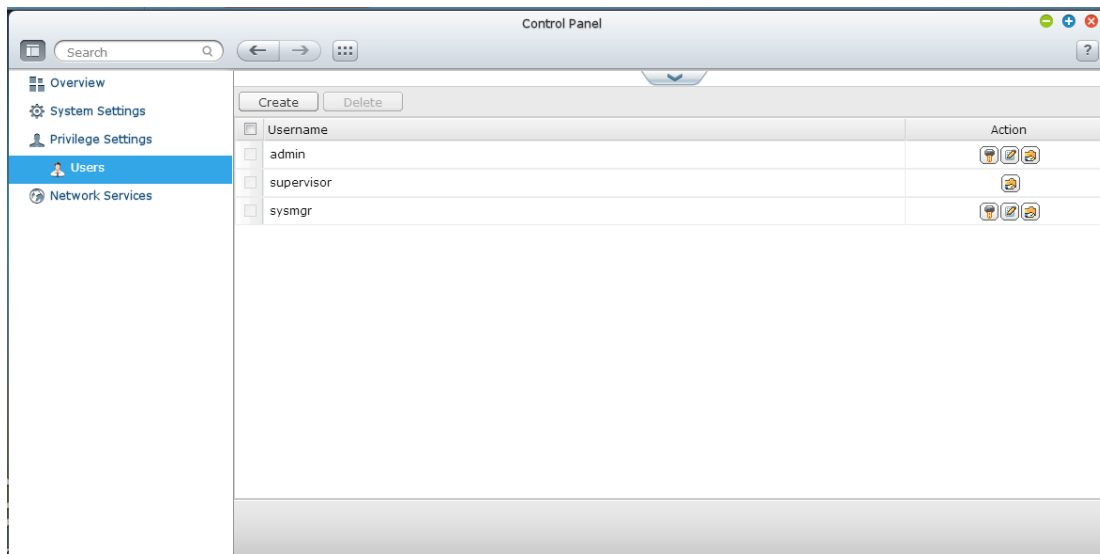 Control Panel
Search
?
Overview
System Settings
Privilege Settings
Users
Network Services
Create Delete
Username Action
admin
supervisor
sysmgr